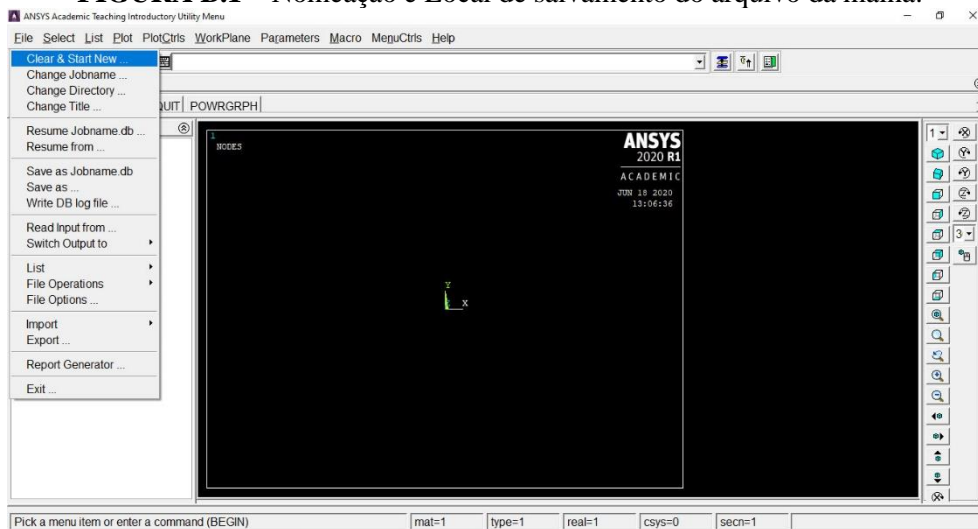 FIGURA B.1 – Nomeação e Local de salvamento do arquivo da malha.
ANSYS Academic Teaching Introductory Utility Menu
File Select List Plot PlotCtrls WorkPlane Parameters Macro MenuCtrls Help
Clear & Start New ...
Change Jobname ...
Change Directory ...
Change Title ...
QUIT POWRGRPH
Resume Jobname.db ...
Resume from ...
Save as Jobname.db
Save as ...
Write DB log file ...
Read Input from ...
Switch Output to
List
File Operations
File Options ...
Import
Export ...
Report Generator ...
Exit ...
1
NODES
ANSYS
2020 R1
ACADEMIC
JUN 18 2020
13:06:36
Y
X
1
3
Pick a menu item or enter a command (BEGIN)
mat=1
type=1
real=1
csys=0
secn=1